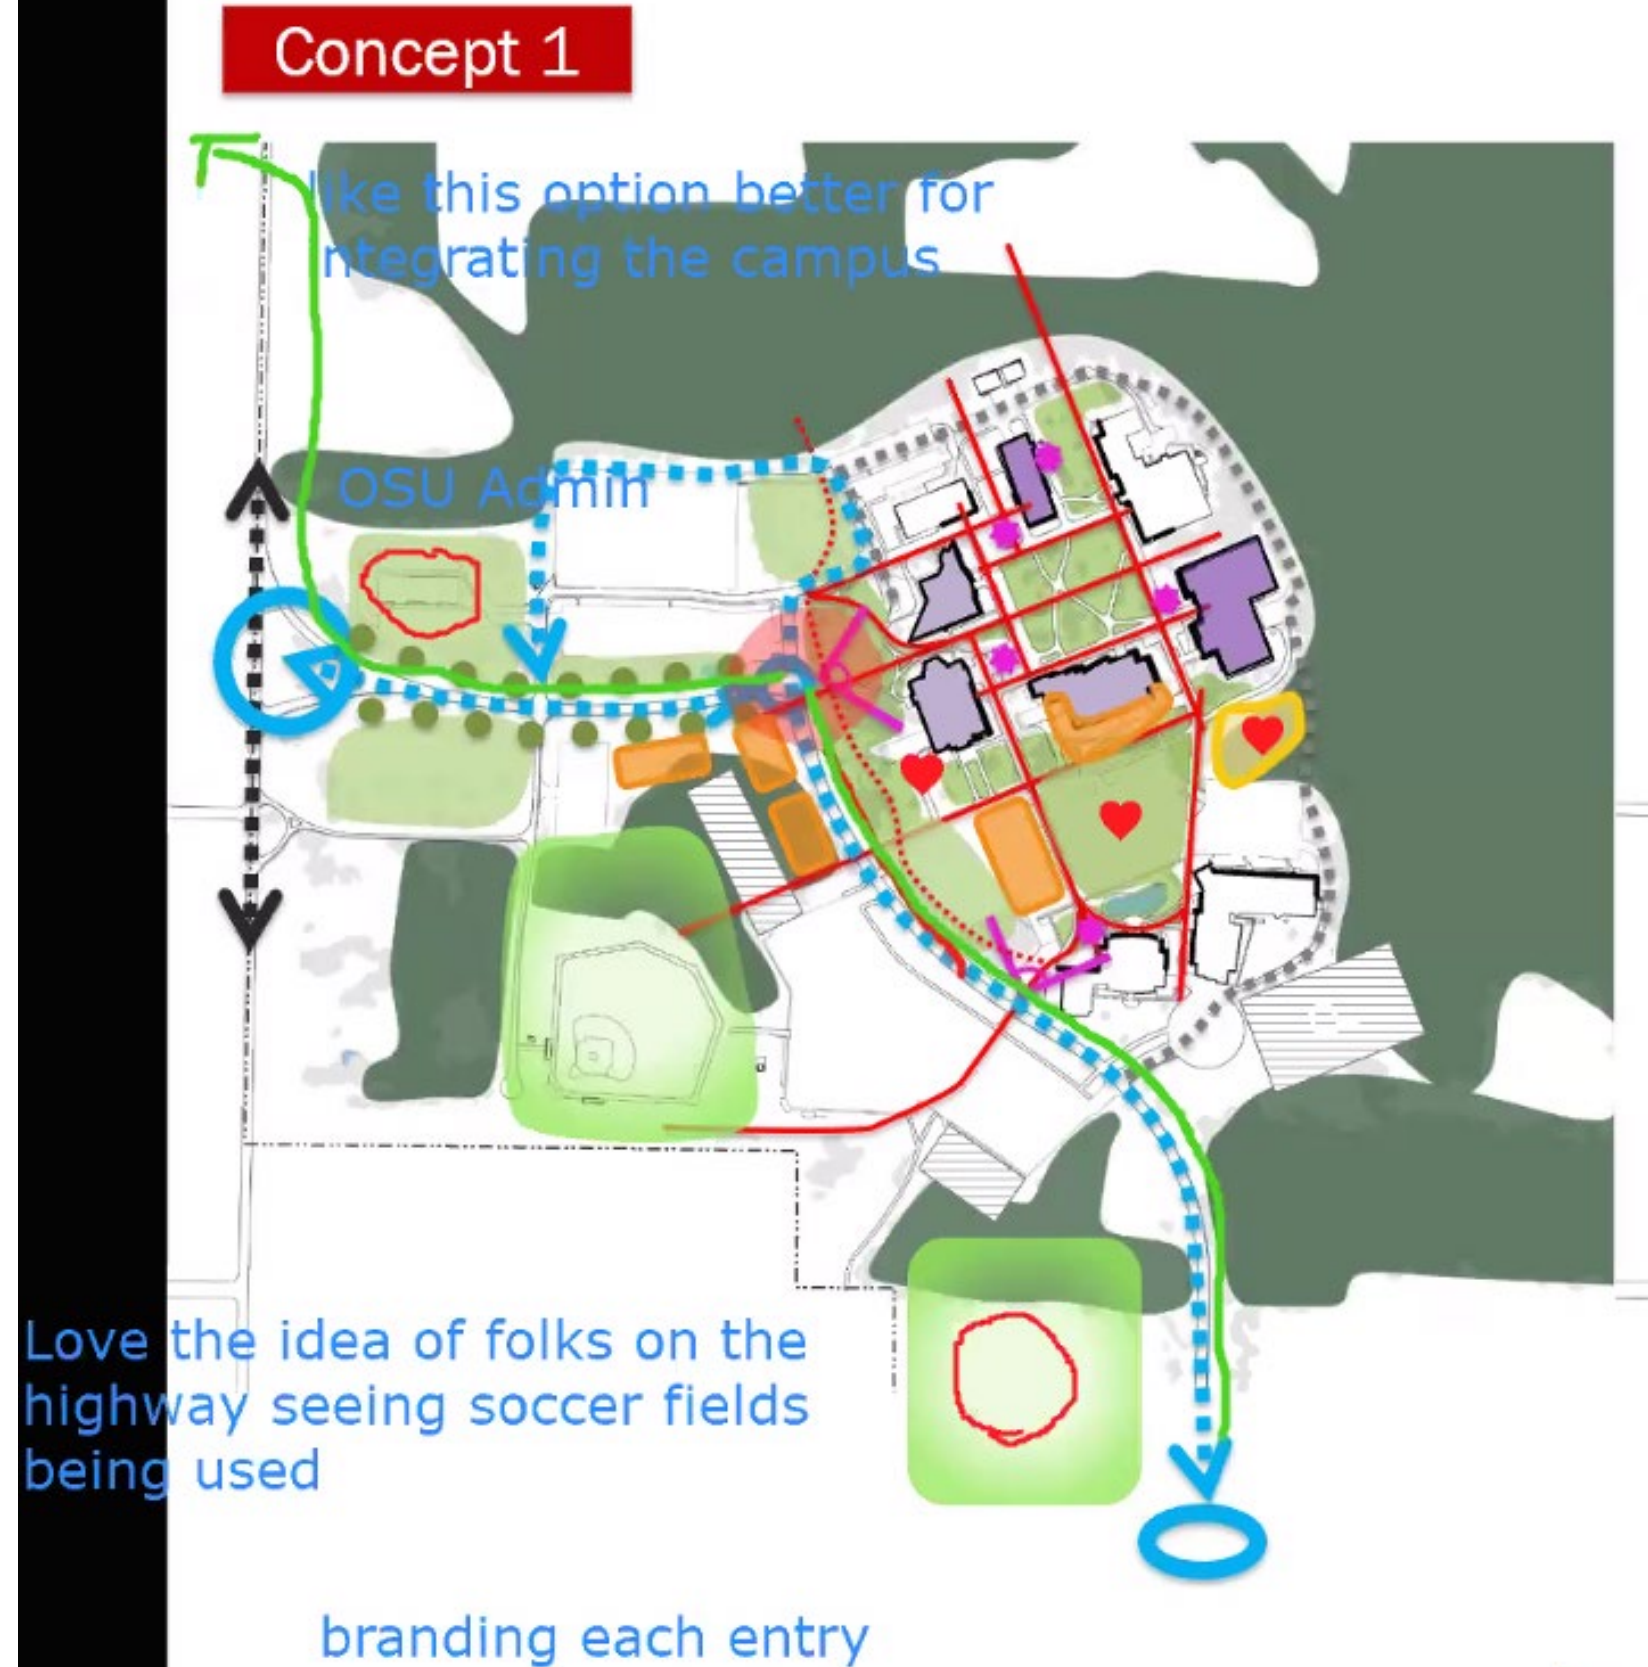 Concept 1
like this option better for
ntegrating the campus
OSU Admin
Love the idea of folks on the
highway seeing soccer fields
being used
branding each entry